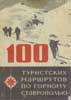 100
ТУРИСТСКИХ
МАРШРУТОВ
ПО ГОРНОМУ
СТАВРОПОЛЬЮ